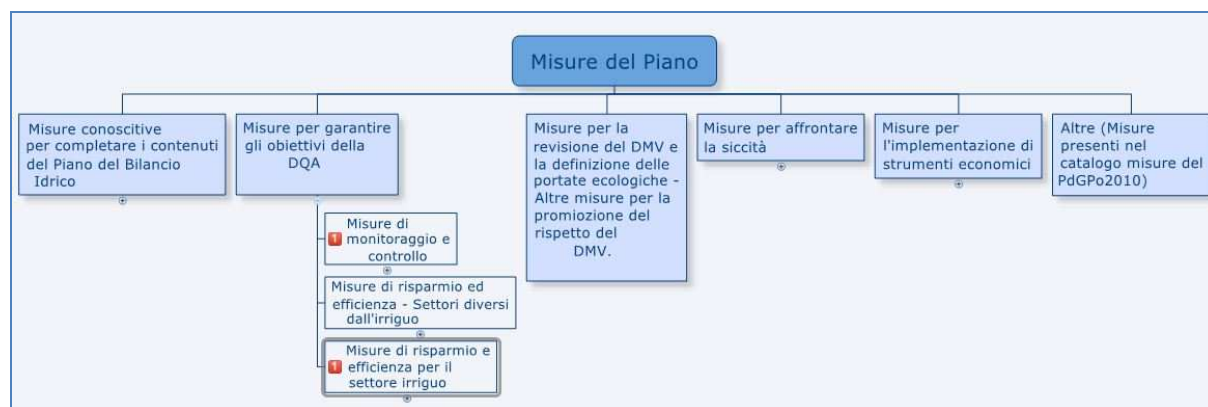 Misure del Piano
Misure conoscitive
per completare i contenuti
del Piano del Bilancio
Idrico
Misure per garantire
gli obiettivi della
DQA
Misure di
1 monitoraggio e
controllo
Misure di risparmio ed
efficienza - Settori diversi
dall'irriguo
Misure di risparmio e
1 efficienza per il
settore irriguo
Misure per la
revisione del DMV e
la definizione delle
portate ecologiche -
Altre misure per la
promiozione del
rispetto del
DMV.
Misure per affrontare
la siccità
Misure per
l'implementazione di
strumenti economici
Altre (Misure
presenti nel
catalogo misure del
PdGPo2010)